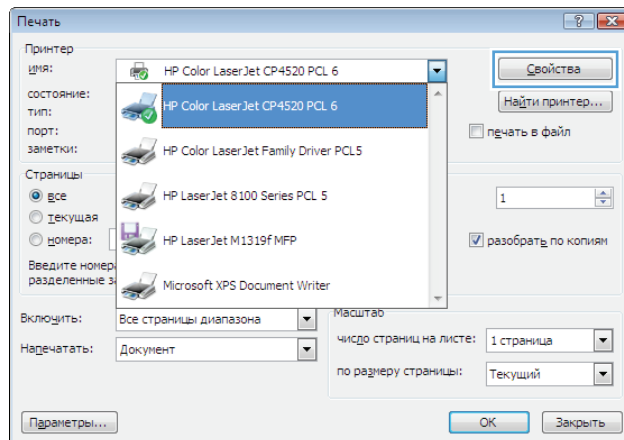 Печать
Принтер
имя: HP Color LaserJet CP4520 PCL 6 Свойства
состояние: HP Color LaserJet CP4520 PCL 6 Найти принтер...
тип:
порт: HP Color LaserJet Family Driver PCL5 печать в файл
заметки:
Страницы
все HP LaserJet 8100 Series PCL 5 1
текущая
номера: HP LaserJet M1319f MFP разобрать по копиям
Введите номер
разделенные з
Microsoft XPS Document Writer
Включить: Все страницы диапазона
Масштаб
число страниц на листе: 1 страница
Напечатать: Документ
по размеру страницы: Текущий
Параметры... ОК Закрыть